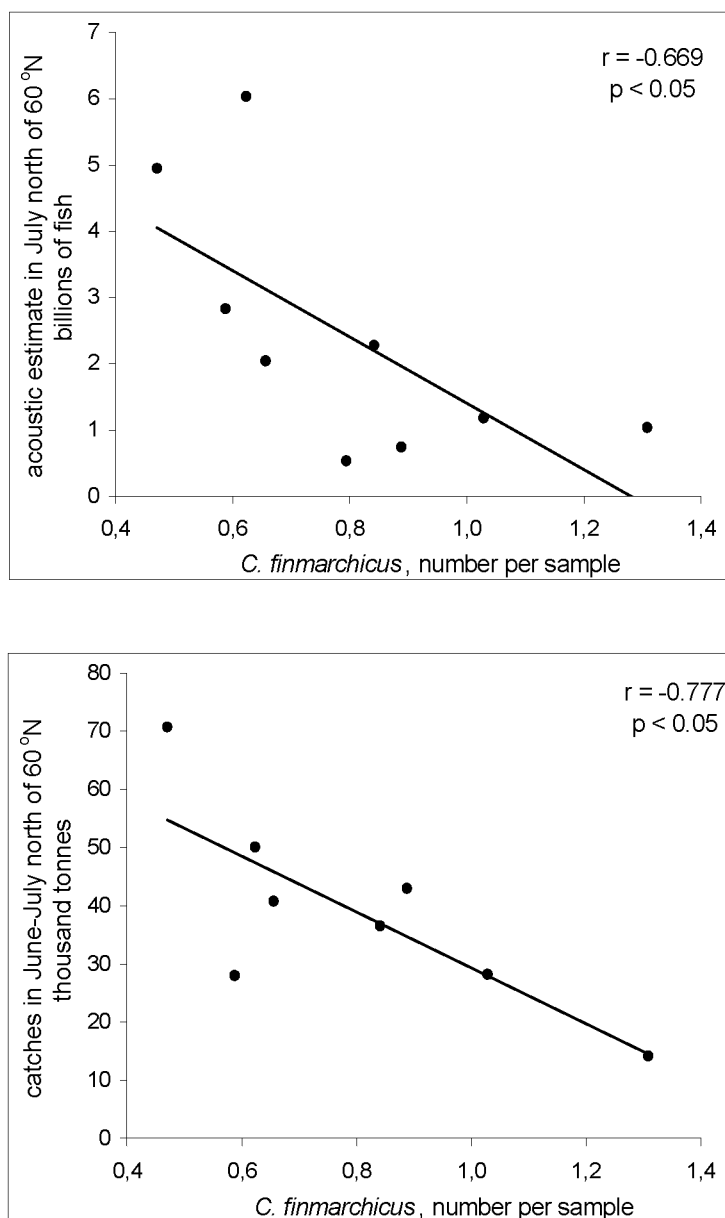 7
r = -0.669
p < 0.05
6
5
4
3
2
1
0
acoustic estimate in July north of 60 °N
billions of fish
0,4 0,6 0,8 1,0 1,2 1,4
C. finmarchicus, number per sample
80
r = -0.777
p < 0.05
70
60
50
40
30
20
10
0
catches in June-July north of 60 °N
thousand tonnes
0,4 0,6 0,8 1,0 1,2 1,4
C. finmarchicus, number per sample